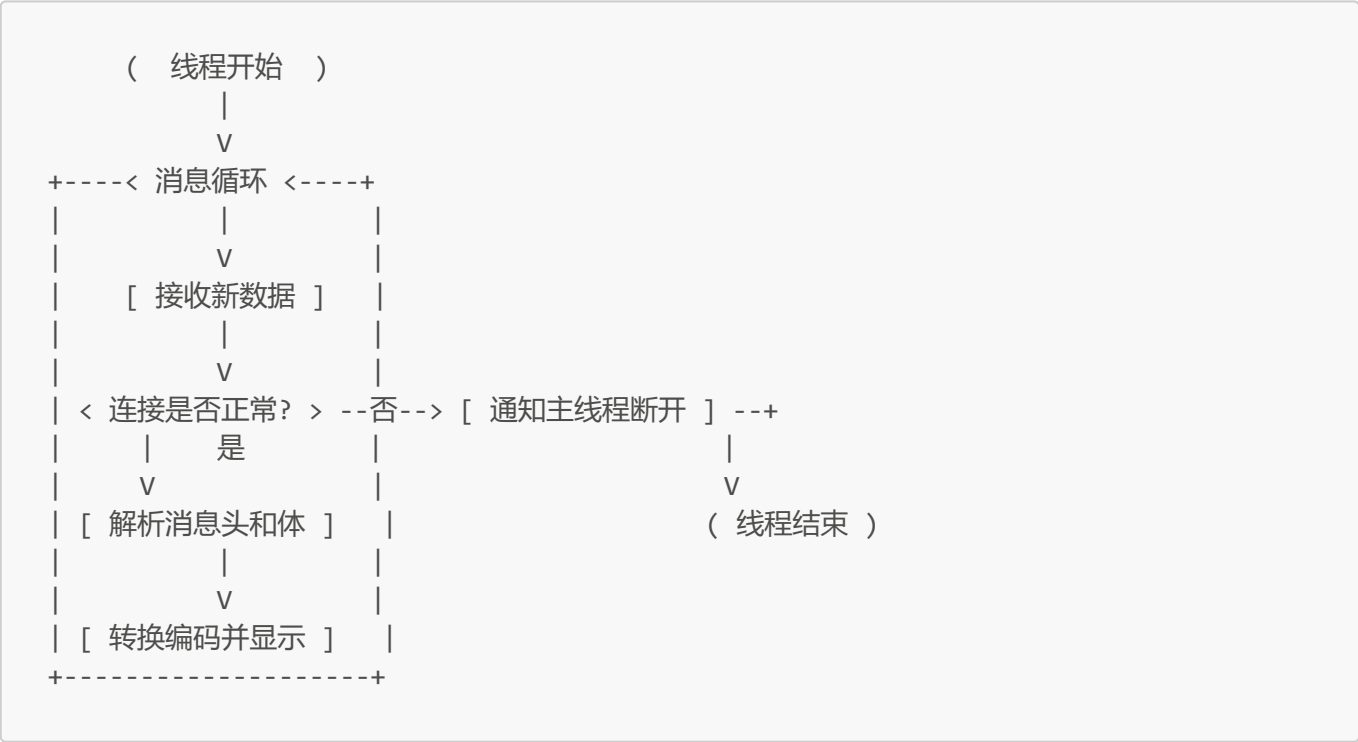 ( 线程开始 )
|
V
+----< 消息循环 <----+
| | |
| V |
| [ 接收新数据 ] |
| | |
| V |
| < 连接是否正常? > --否--> [ 通知主线程断开 ] --+
| | 是 | |
| V | V
| [ 解析消息头和体 ] | ( 线程结束 )
| | |
| V |
| [ 转换编码并显示 ] |
+--------------------+